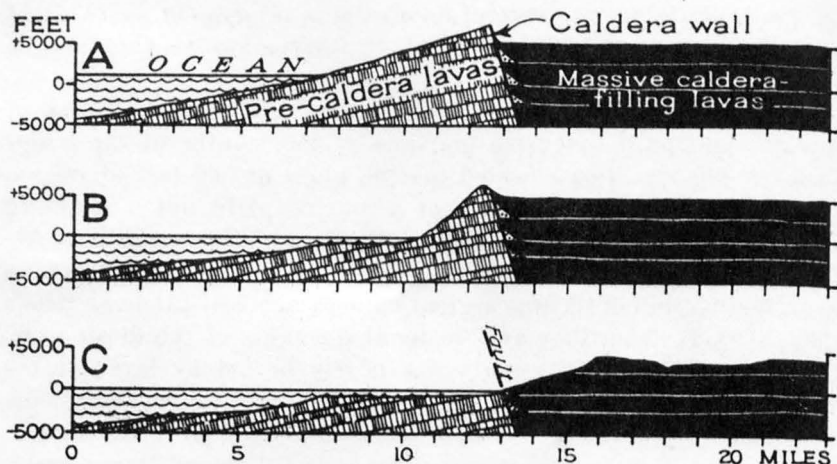 FEET
+5000
0
-5000
A
OCEAN
Pre-caldera lavas
Caldera wall
Massive caldera-
filling lavas
+5000
0
-5000
B
+5000
0
-5000
C
Fault
0 5 10 15 20 MILES